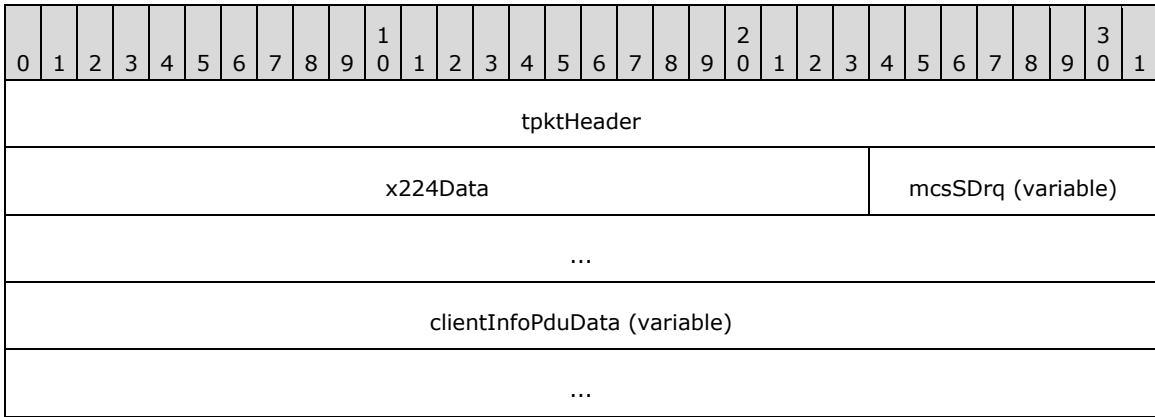 1 2 3
0 1 2 3 4 5 6 7 8 9 0 1 2 3 4 5 6 7 8 9 0 1 2 3 4 5 6 7 8 9 0 1
tpktHeader
x224Data mcsSDrq (variable)
...
clientInfoPduData (variable)
...